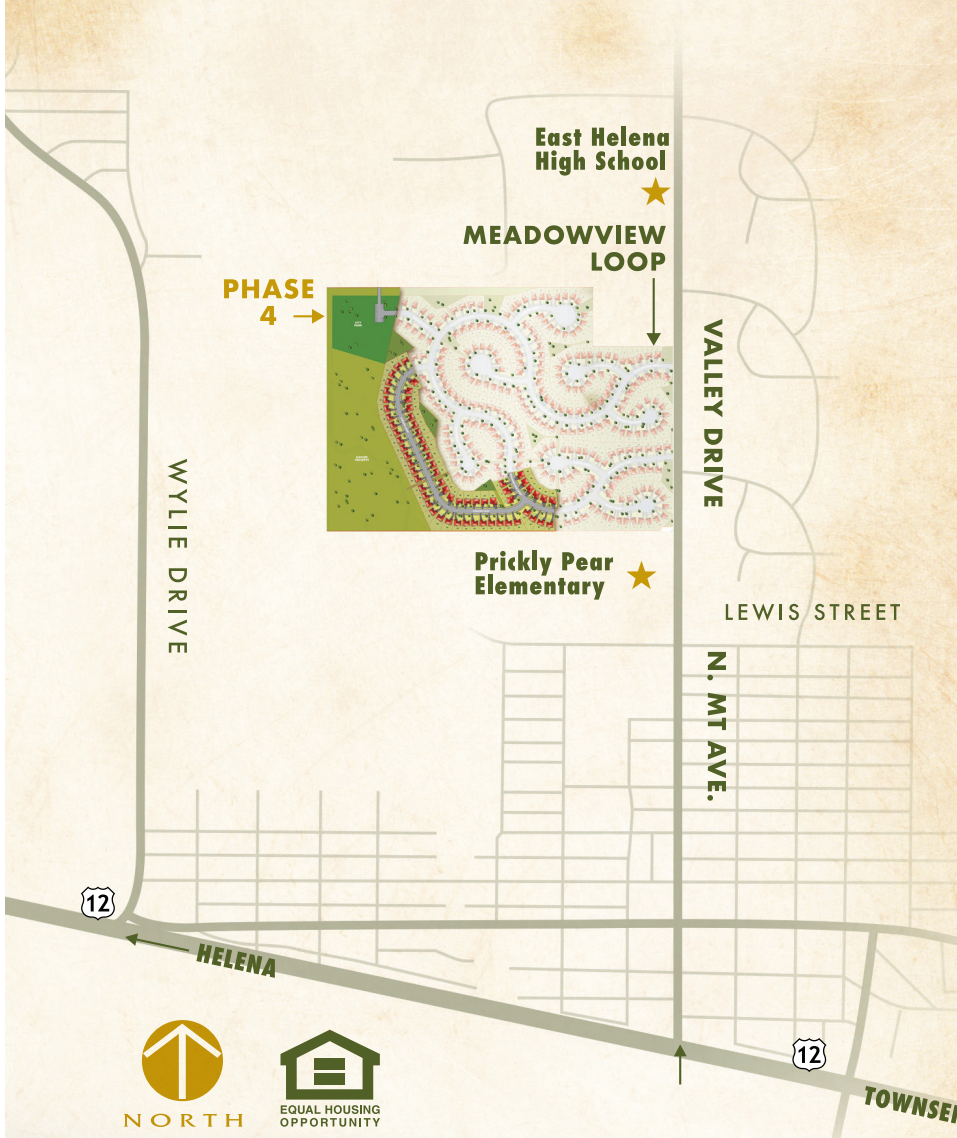 East Helena
High School
MEADOWVIEW
LOOP
PHASE
4
VALLEY DRIVE
WYLIE DRIVE
Prickly Pear
Elementary
LEWIS STREET
N. MT AVE.
12
HELENA
12
TOWNSEN
NORTH
EQUAL HOUSING
OPPORTUNITY